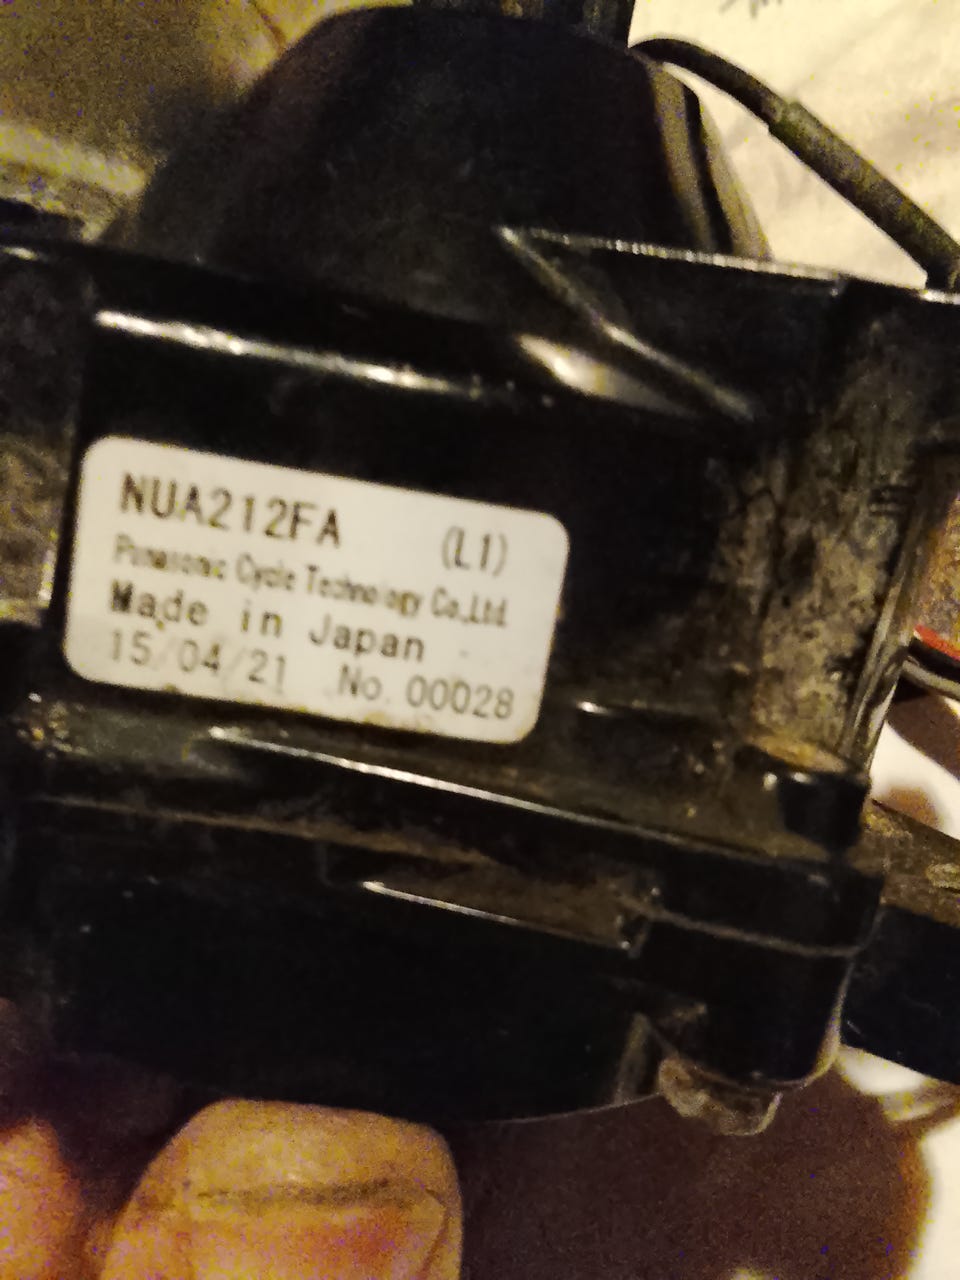 NUA212FA (L1)
Panasonic Cycle Technology Co.,Ltd.
Made in Japan
15/04/21 No. 00028